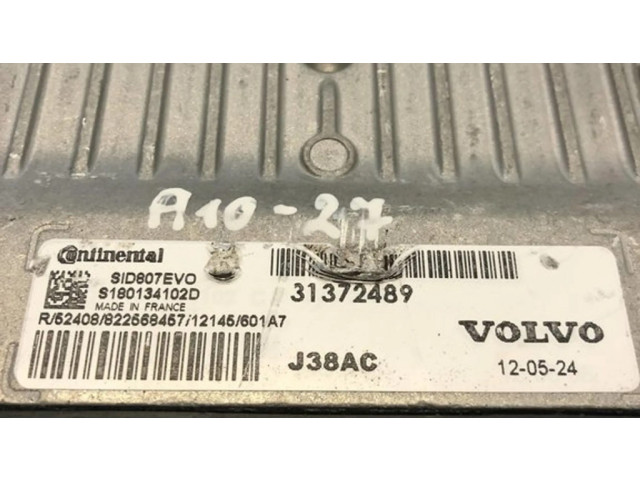 A10-27
Continental
SID807EVO
S180134102D
MADE IN FRANCE
R/52408/822568457/12145/601A7
31372489
J38AC
VOLVO
12-05-24